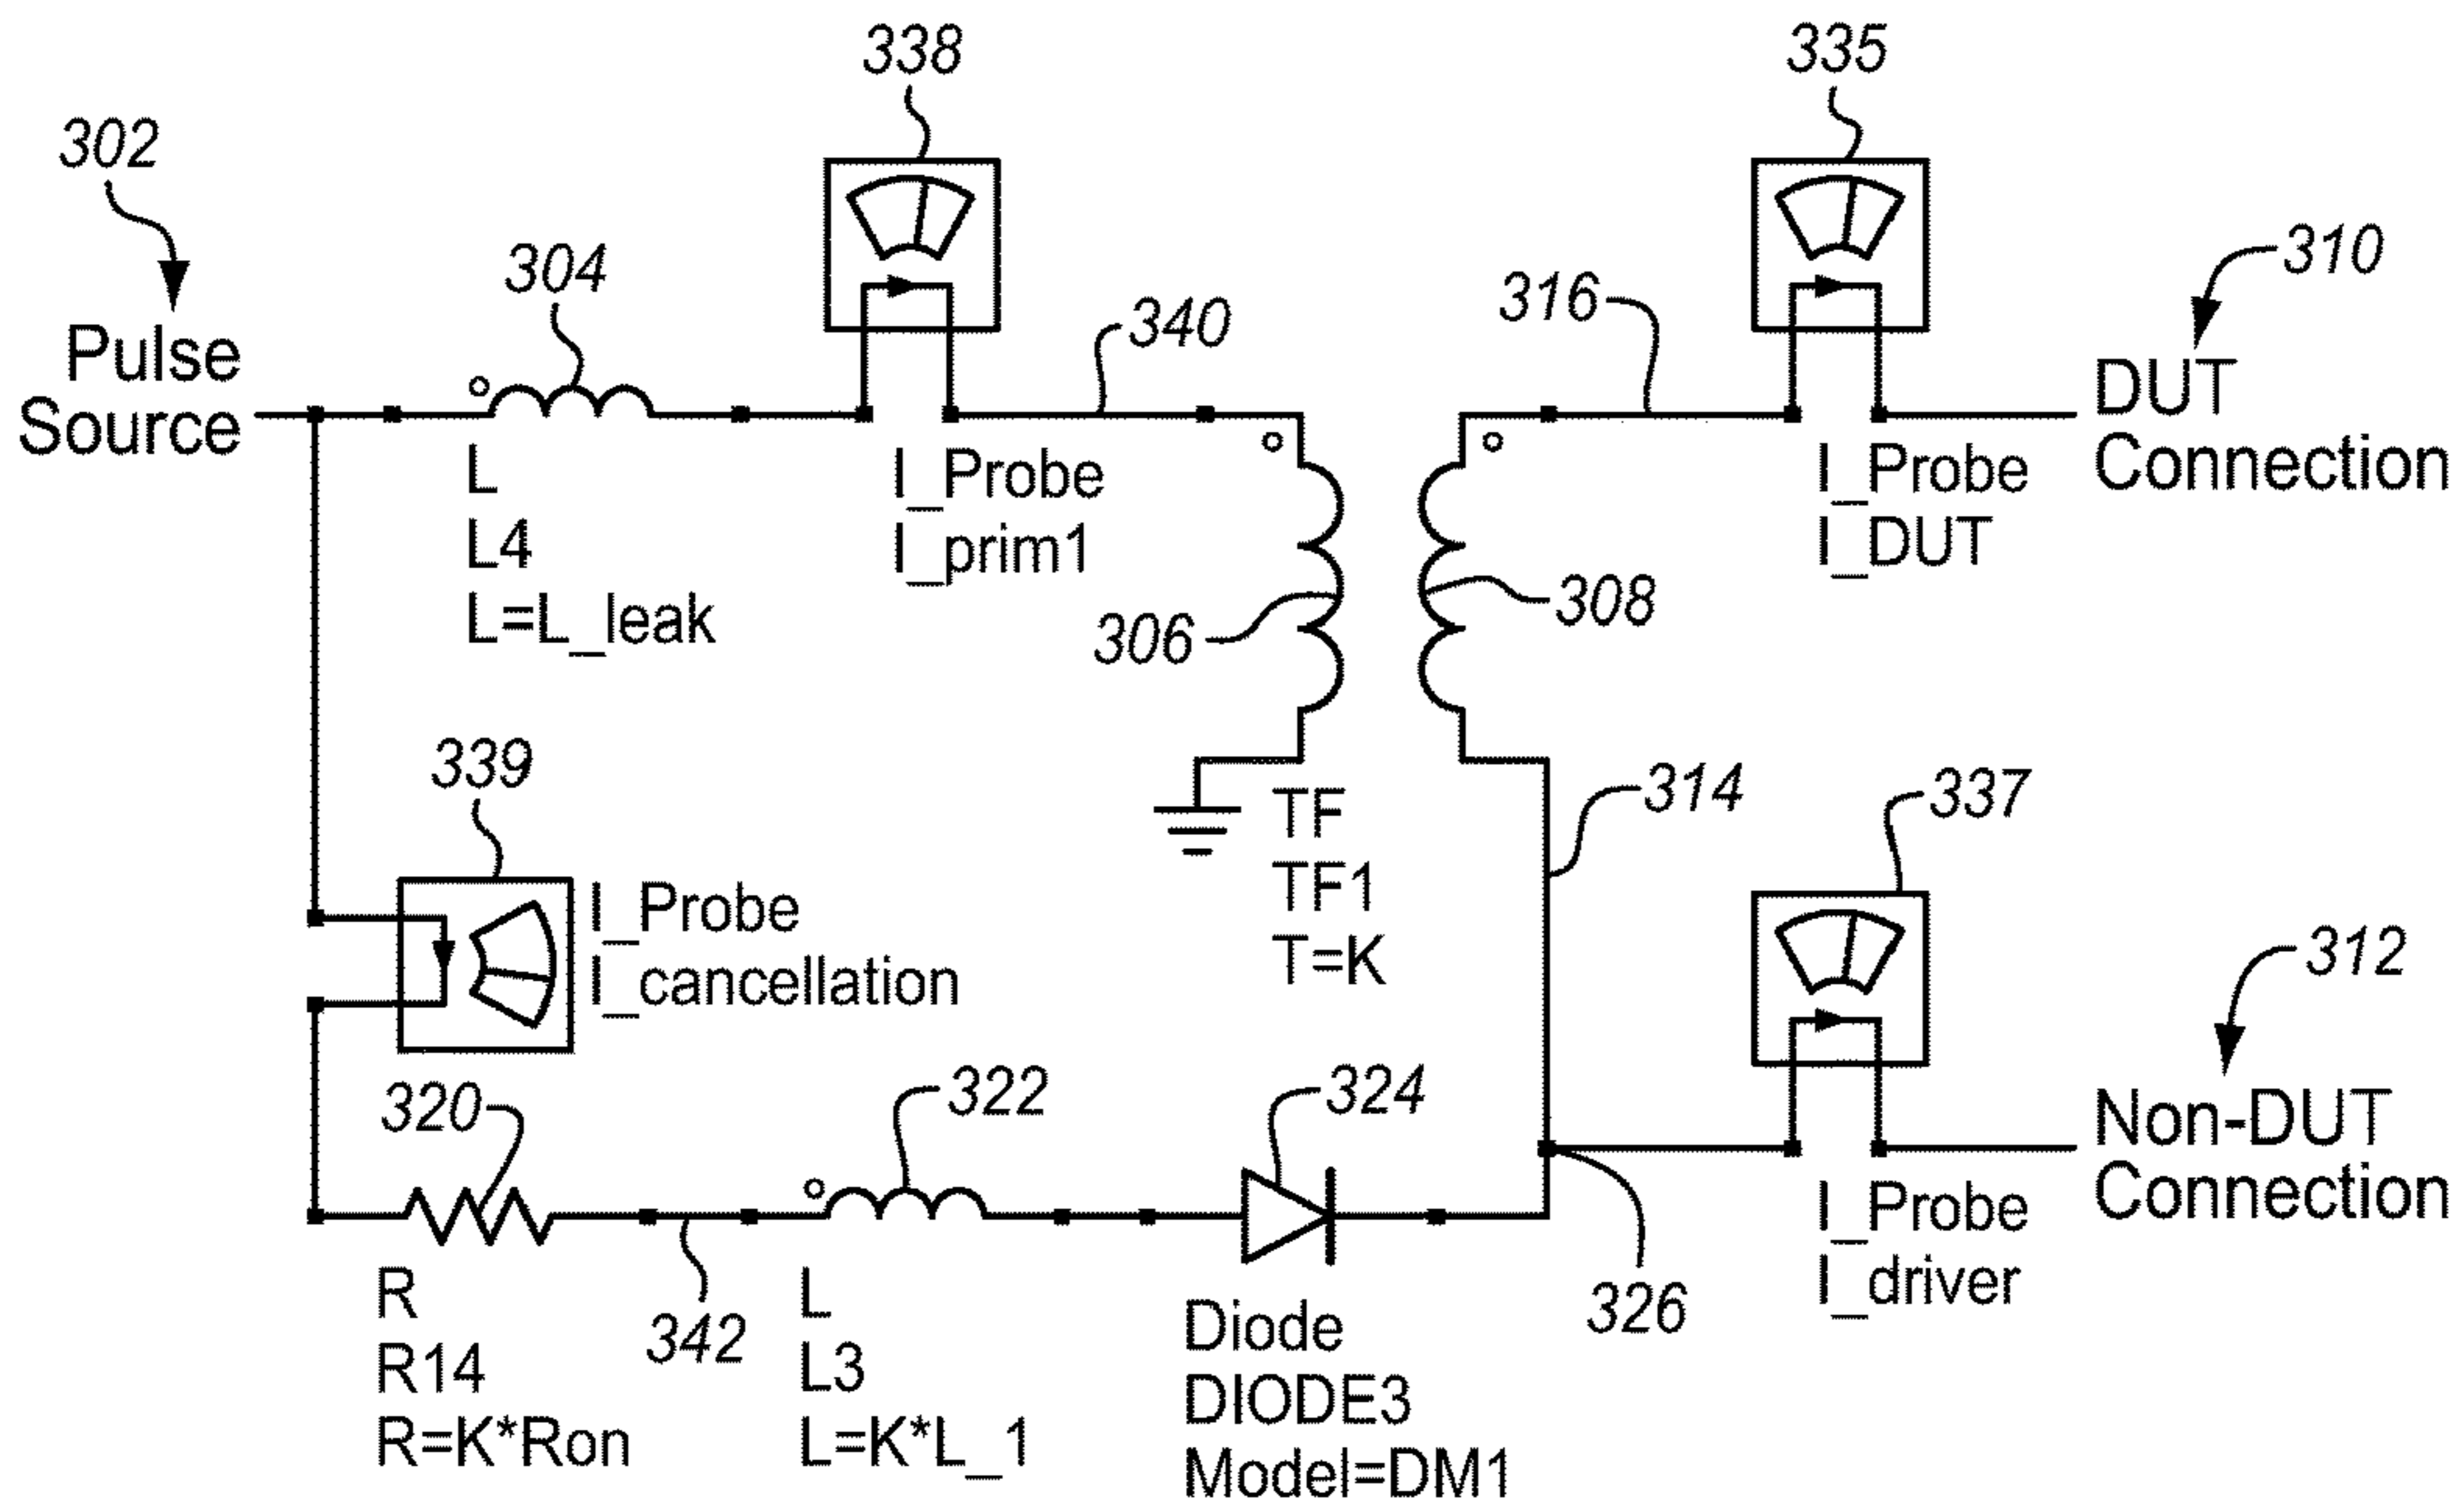 338
335
302
304
340
316
310
Pulse
Source
DUT
Connection
L
L4
L=L_leak
I_Probe
I_prim1
I_Probe
I_DUT
306
308
339
I_Probe
I_cancellation
TF
TF1
T=K
314
337
312
320
322
324
Non-DUT
Connection
R
R14
R=K*Ron
342
L
L3
L=K*L_1
Diode
DIODE3
Model=DM1
326
I_Probe
I_driver